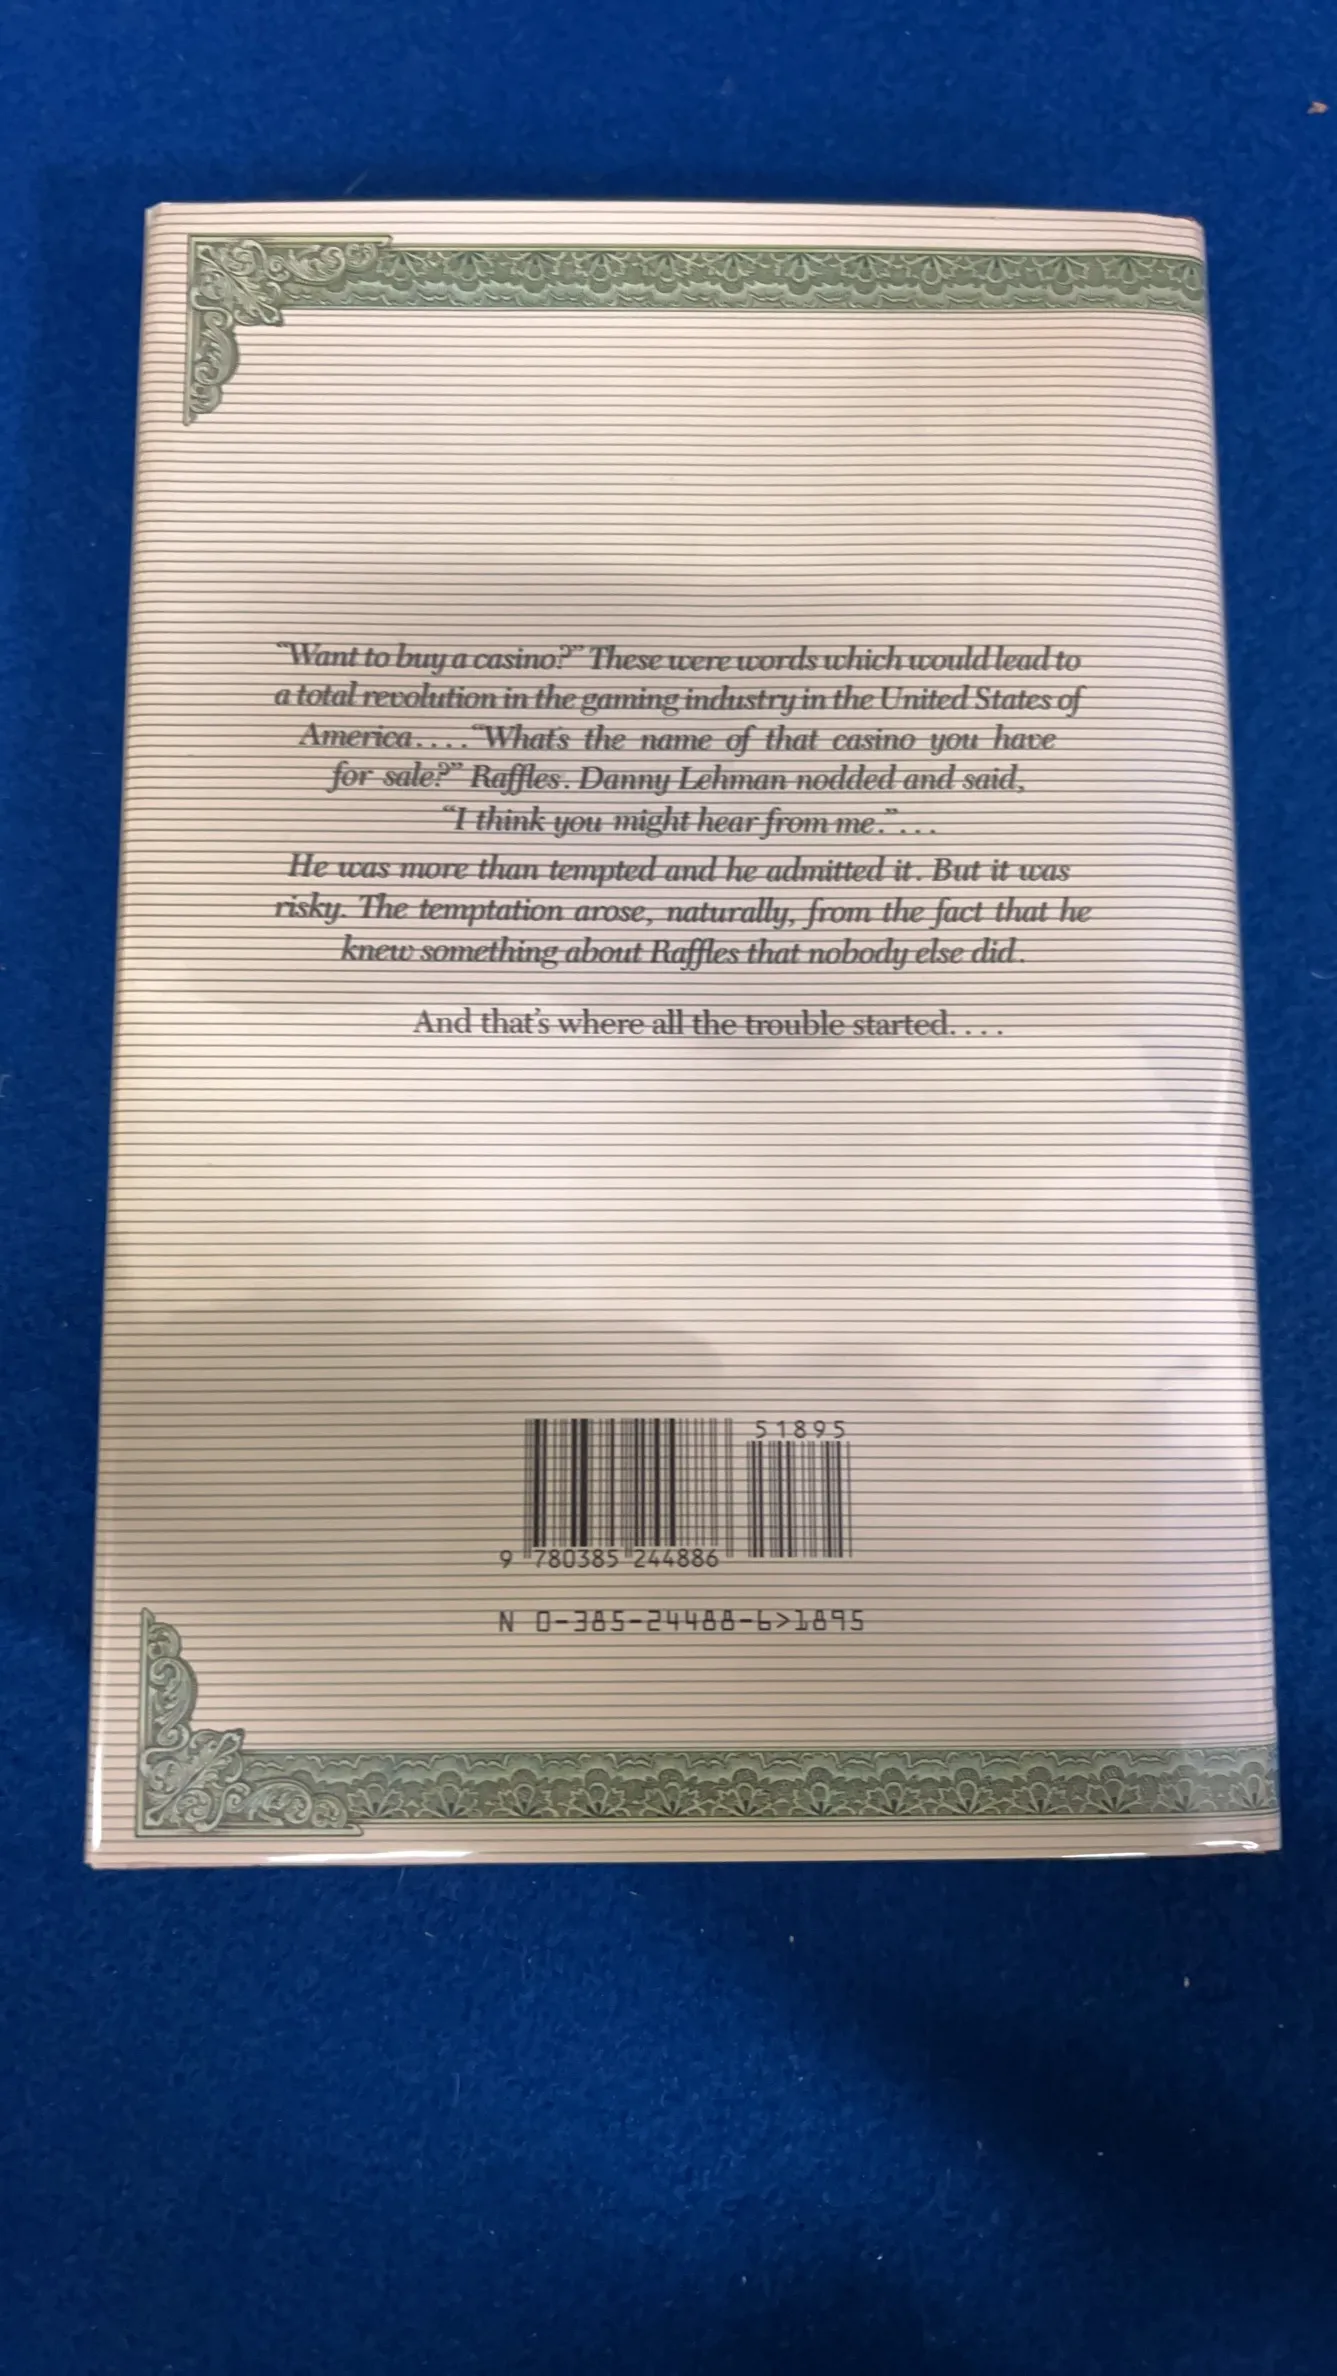 “Want to buy a casino?” These were words which would lead to
a total revolution in the gaming industry in the United States of
America.... “What's the name of that casino you have
for sale?” Raffles. Danny Lehman nodded and said,
“I think you might hear from me.”...
He was more than tempted and he admitted it. But it was
risky. The temptation arose, naturally, from the fact that he
knew something about Raffles that nobody else did.
And that's where all the trouble started....
51895
9 780385 244886
N 0-385-24488-6>1895